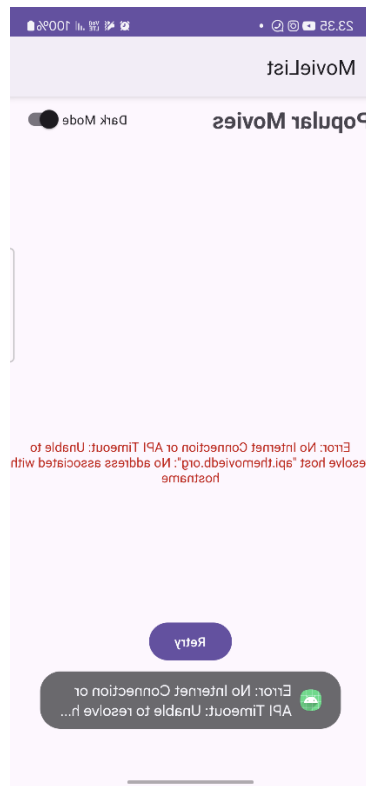 23.35
100%
MovieList
Popular Movies
Dark Mode
Error: No Internet Connection or API Timeout: Unable to
esolve host "api.themoviedb.org": No address associated with
hostname
Retry
Error: No Internet Connection or
API Timeout: Unable to resolve h...